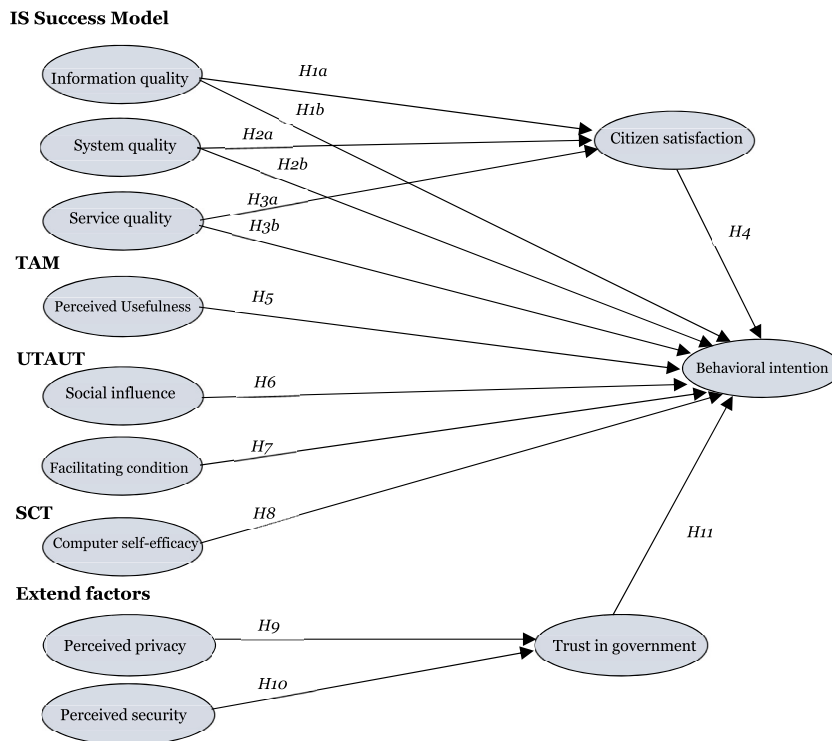 IS Success Model
Information quality
H1a
H1b
System quality
H2a
Citizen satisfaction
H2b
Service quality
H3a
H3b
H4
TAM
Perceived Usefulness
H5
UTAUT
Behavioral intention
Social influence
H6
Facilitating condition
H7
SCT
Computer self-efficacy
H8
H11
Extend factors
Perceived privacy
H9
Trust in government
Perceived security
H10